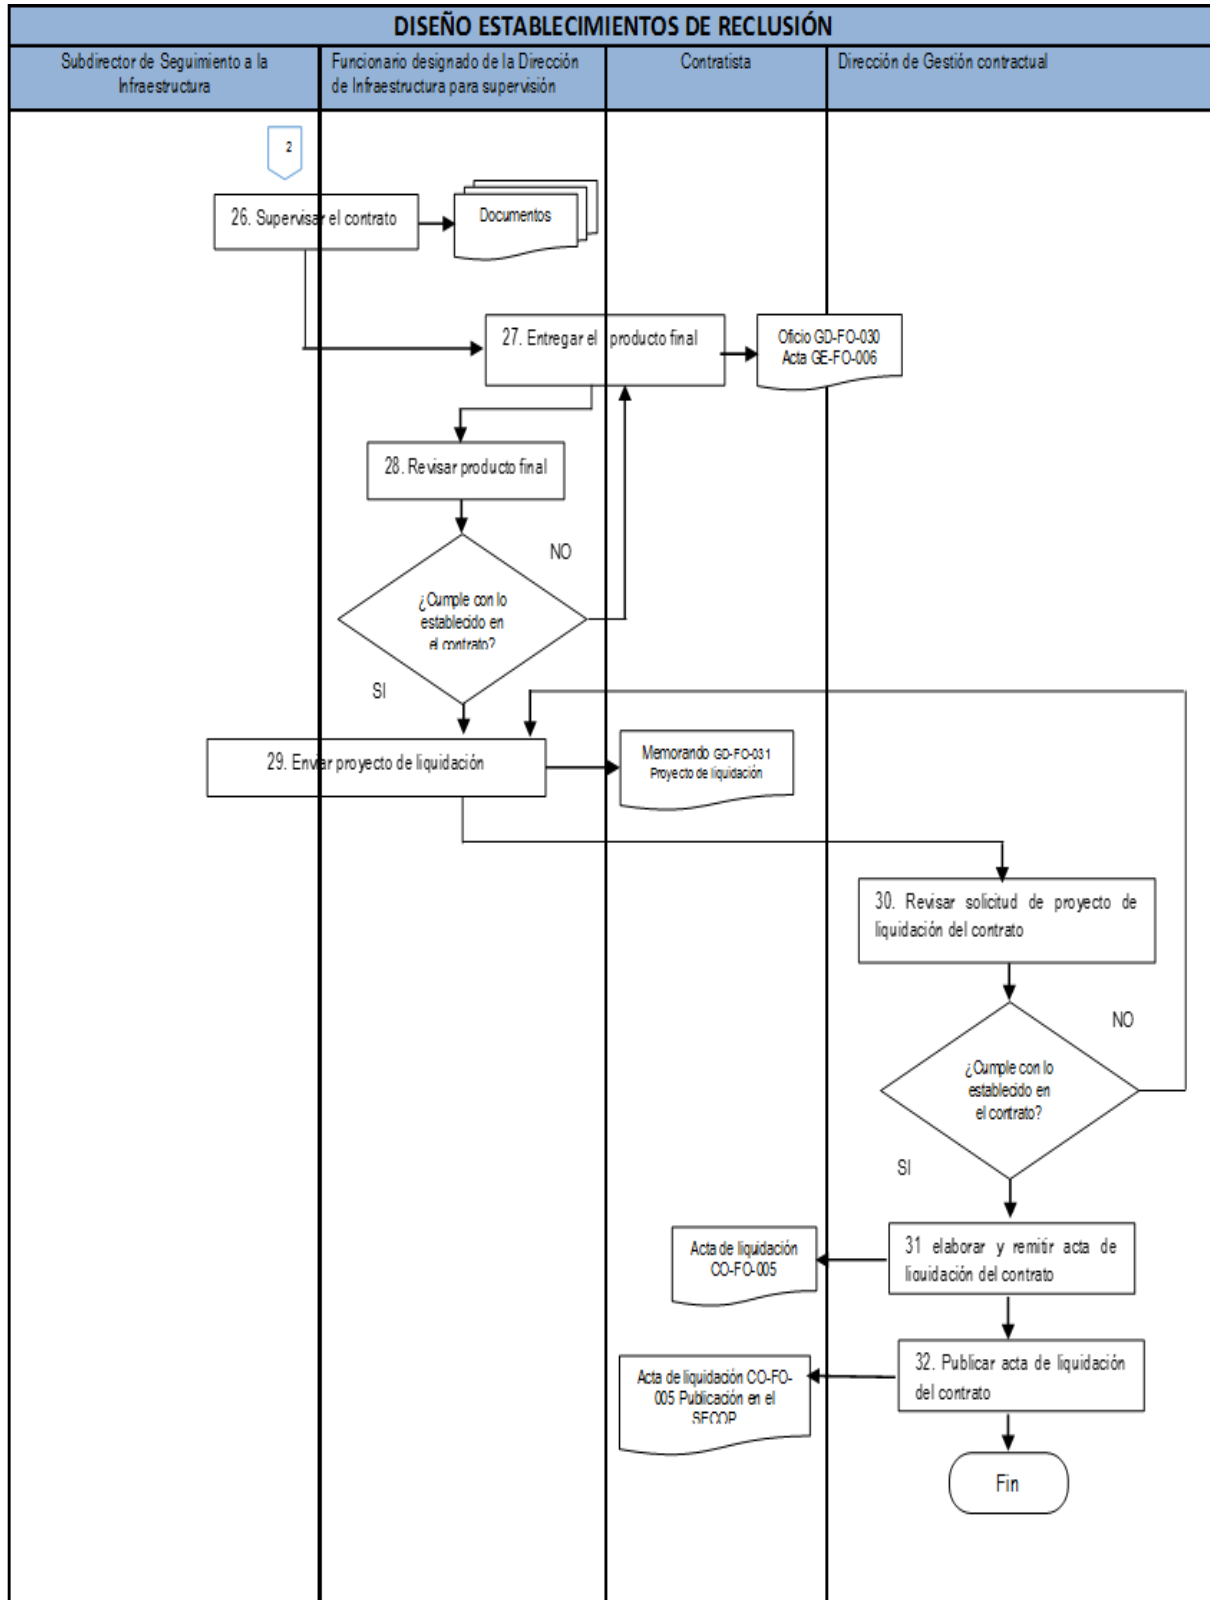 DISEÑO ESTABLECIMIENTOS DE RECLUSIÓN
Subdirector de Seguimiento a la
Infraestructura
Funcionario designado de la Dirección
de Infraestructura para supervisión
Contratista
Dirección de Gestión contractual
2
26. Supervisar el contrato
Documentos
27. Entregar el producto final
Oficio GD-FO-030
Acta GE-FO-006
28. Revisar producto final
NO
¿Cumple con lo
establecido en
el contrato?
SI
29. Enviar proyecto de liquidación
Memorando GD-FO-031
Proyecto de liquidación
30. Revisar solicitud de proyecto de
liquidación del contrato
NO
¿Cumple con lo
establecido en
el contrato?
SI
31 elaborar y remitir acta de
liquidación del contrato
Acta de liquidación
CO-FO-005
32. Publicar acta de liquidación
del contrato
Acta de liquidación CO-FO-
005 Publicación en el
SECOP
Fin